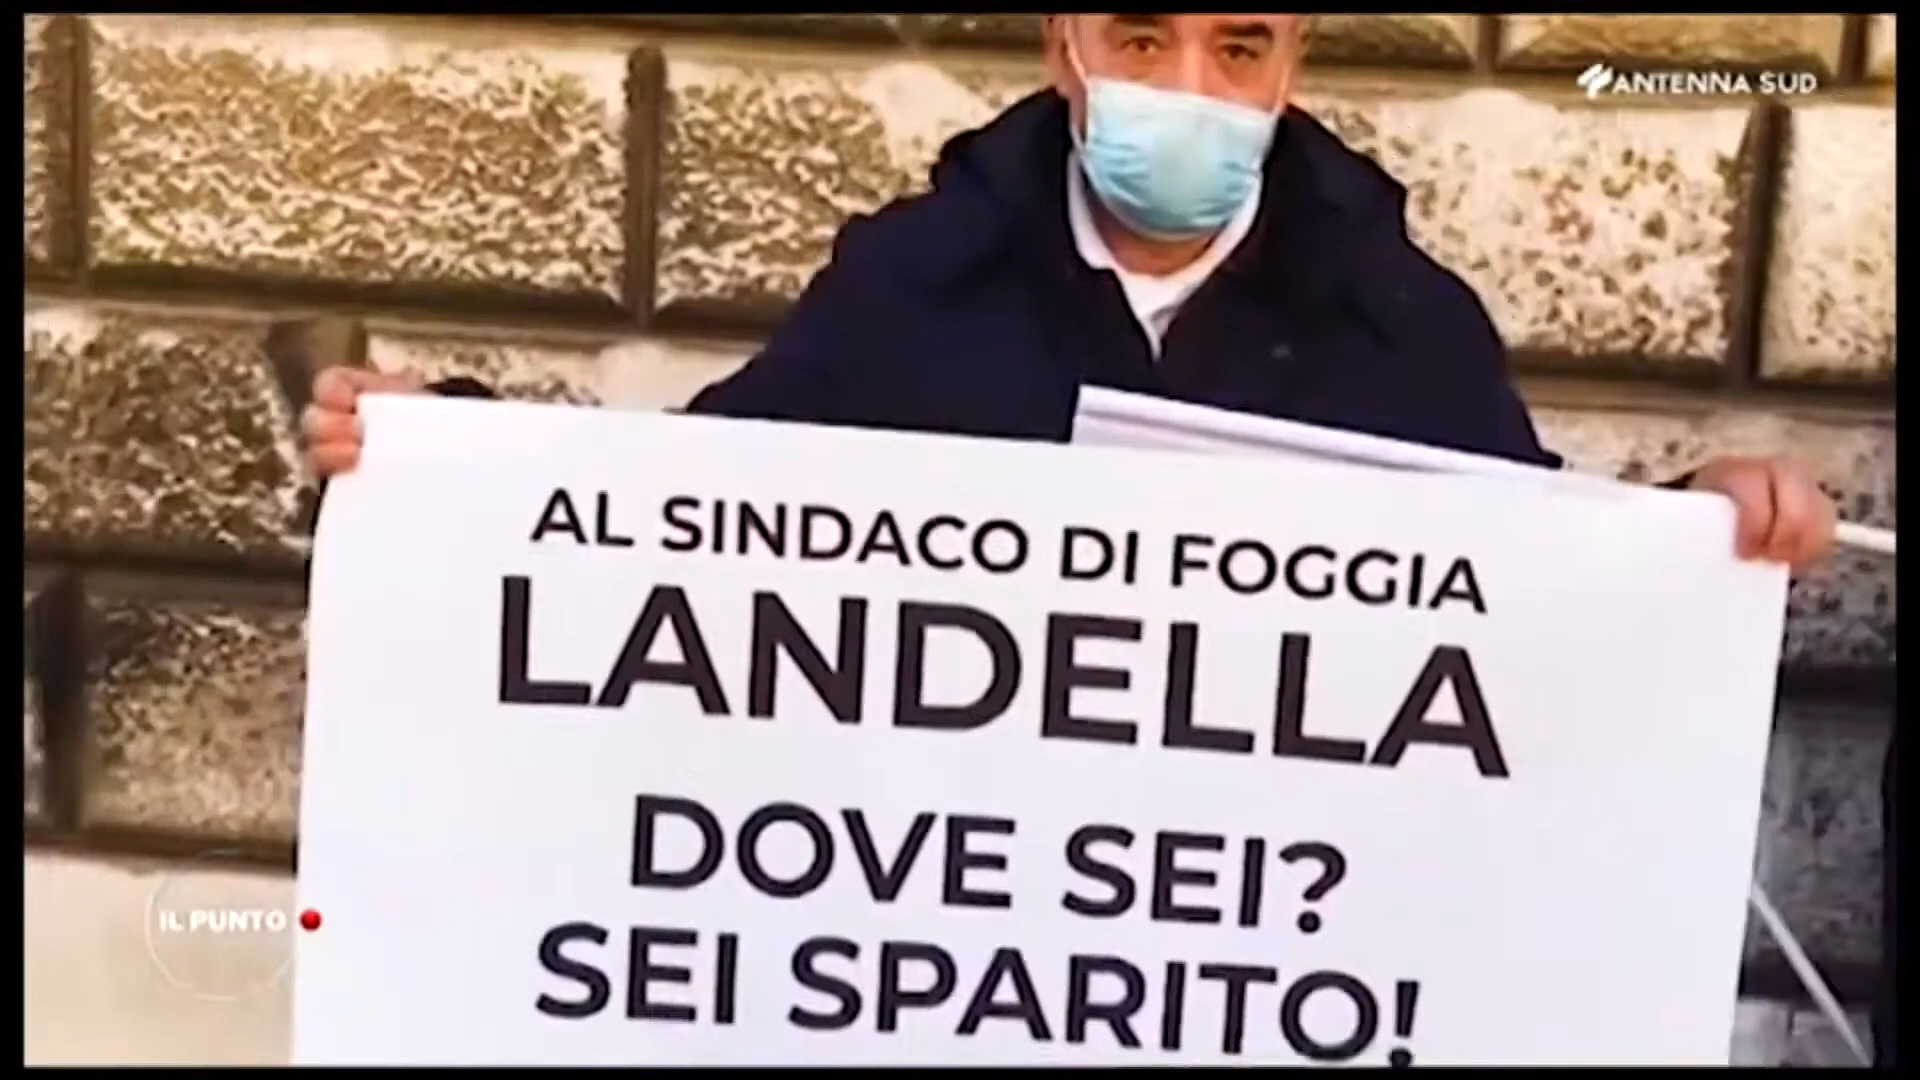 ANTENNA SUD
AL SINDACO DI FOGGIA
LANDELLA
DOVE SEI?
SEI SPARITO!
IL PUNTO